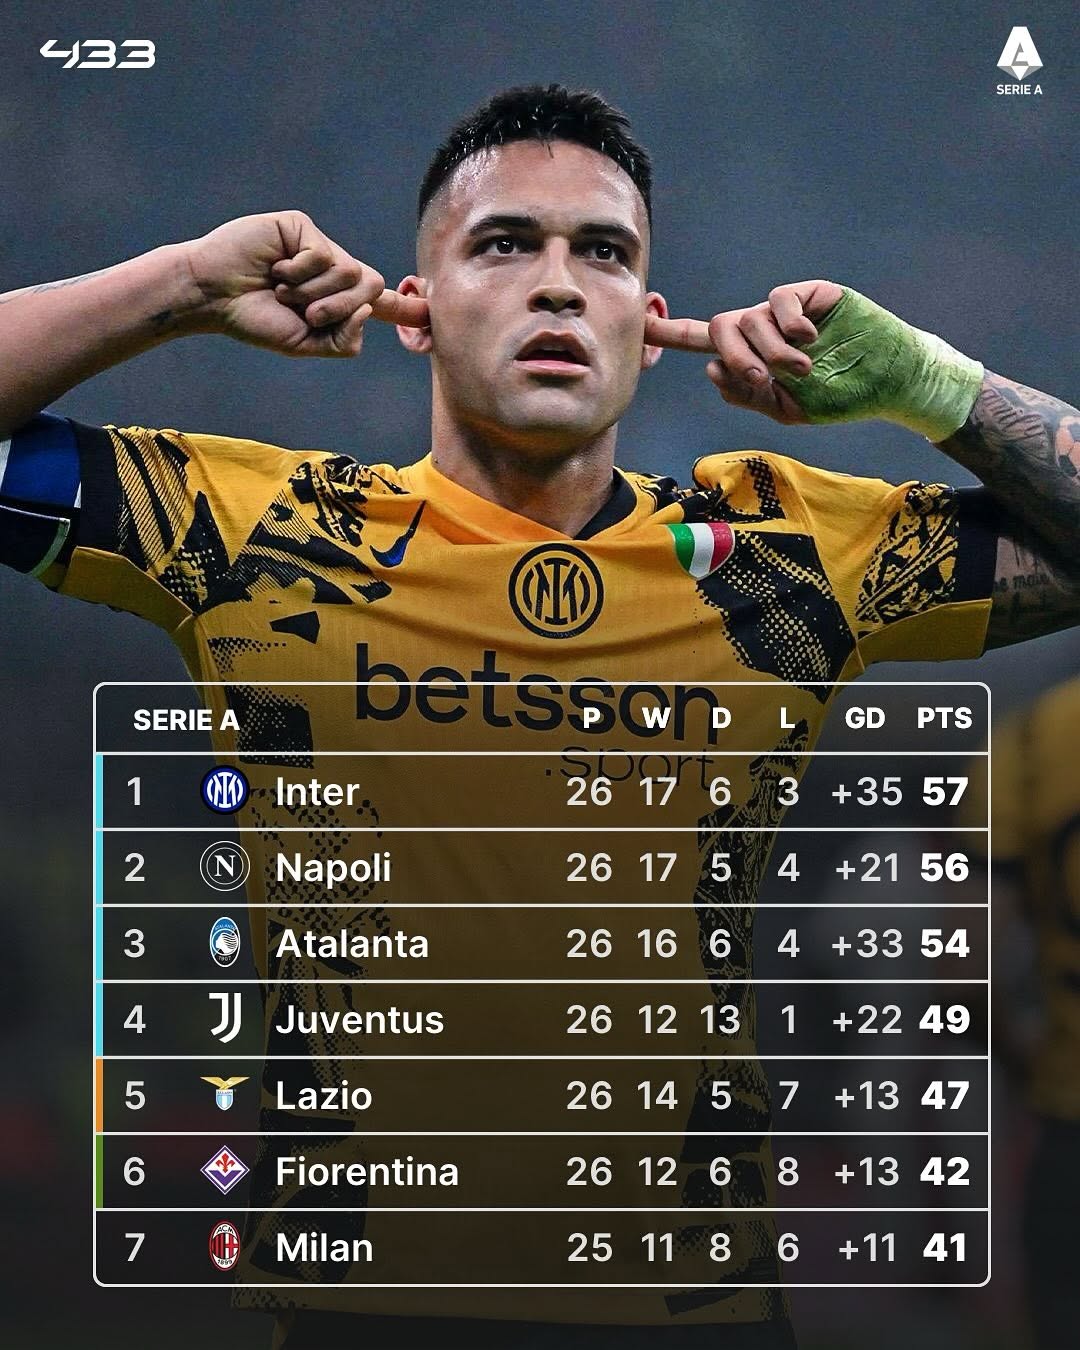 433
SERIE A
betsson
.sport
SERIE A P W D L GD PTS
1 Inter 26 17 6 3 +35 57
2 N Napoli 26 17 5 4 +21 56
3 Atalanta 26 16 6 4 +33 54
4 Juventus 26 12 13 1 +22 49
5 Lazio 26 14 5 7 +13 47
6 Fiorentina 26 12 6 8 +13 42
7 Milan 25 11 8 6 +11 41